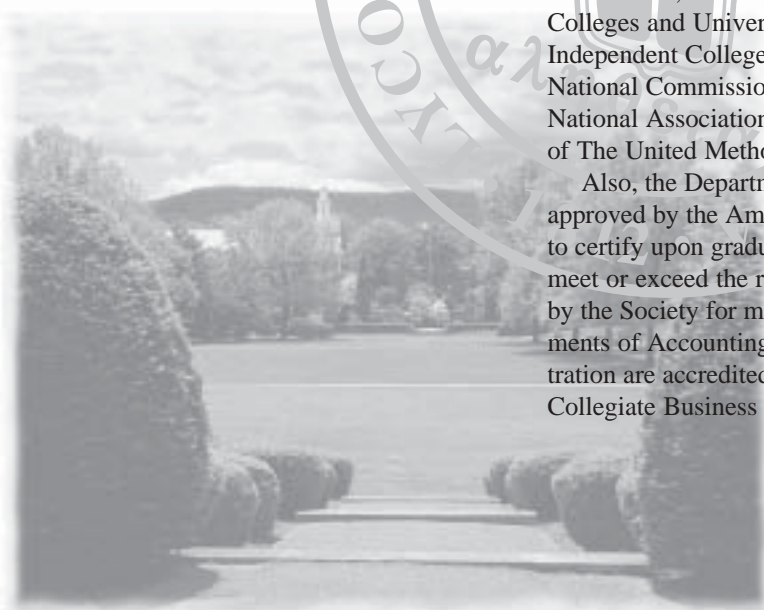 Colleges and Univer
Independent College
National Commissio
National Association
of The United Metho
Also, the Departm
approved by the Am
to certify upon gradu
meet or exceed the r
by the Society for m
ments of Accounting
tration are accredited
Collegiate Business
LYCO